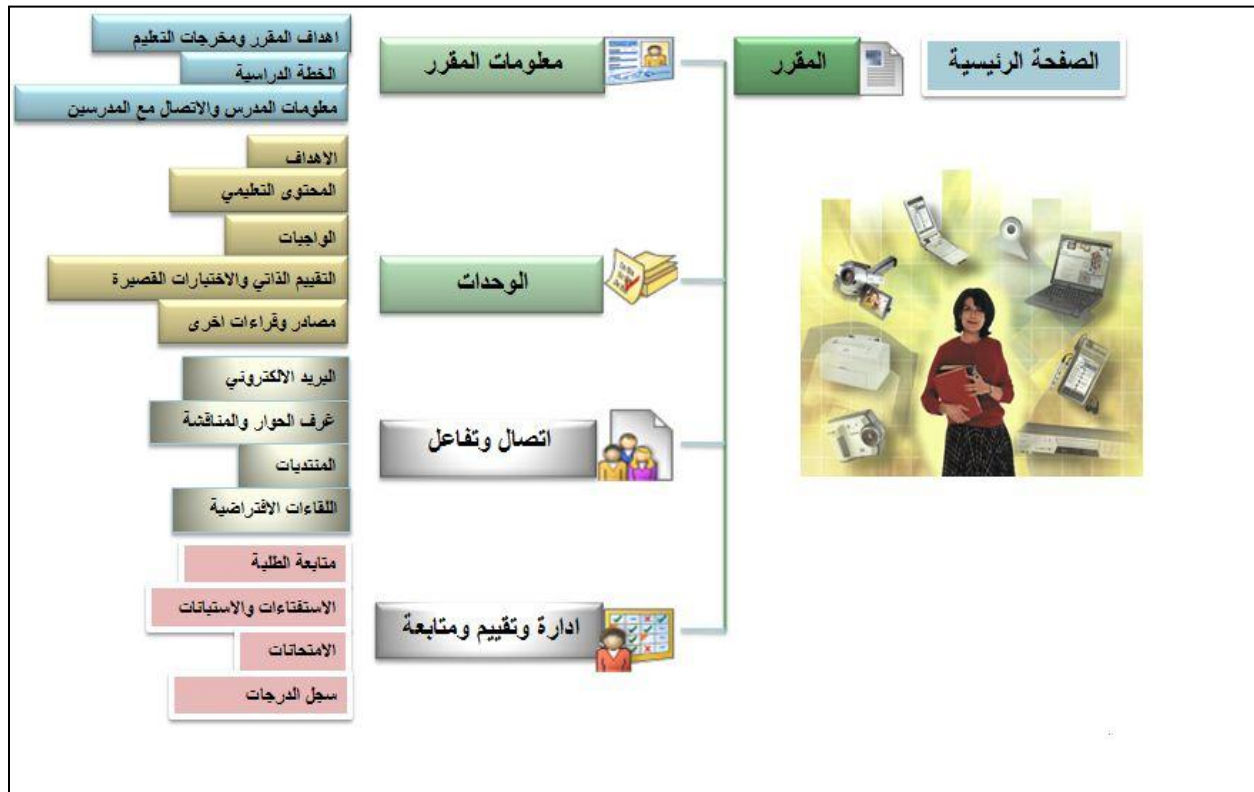 الصفحة الرئيسية
المقرر
معلومات المقرر
اهداف المقرر ومخرجات التعليم
الخطة الدراسية
معلومات المدرس والاتصال مع المدرسين
الوحدات
الاهداف
المحتوى التعليمي
الواجبات
التقييم الذاتي والاختبارات القصيرة
مصادر وقراءات اخرى
اتصال وتفاعل
البريد الالكتروني
غرف الحوار والمناقشة
المنتديات
اللقاءات الافتراضية
ادارة وتقييم ومتابعة
متابعة الطلبة
الاستفتاءات والاستبانات
الامتحانات
سجل الدرجات